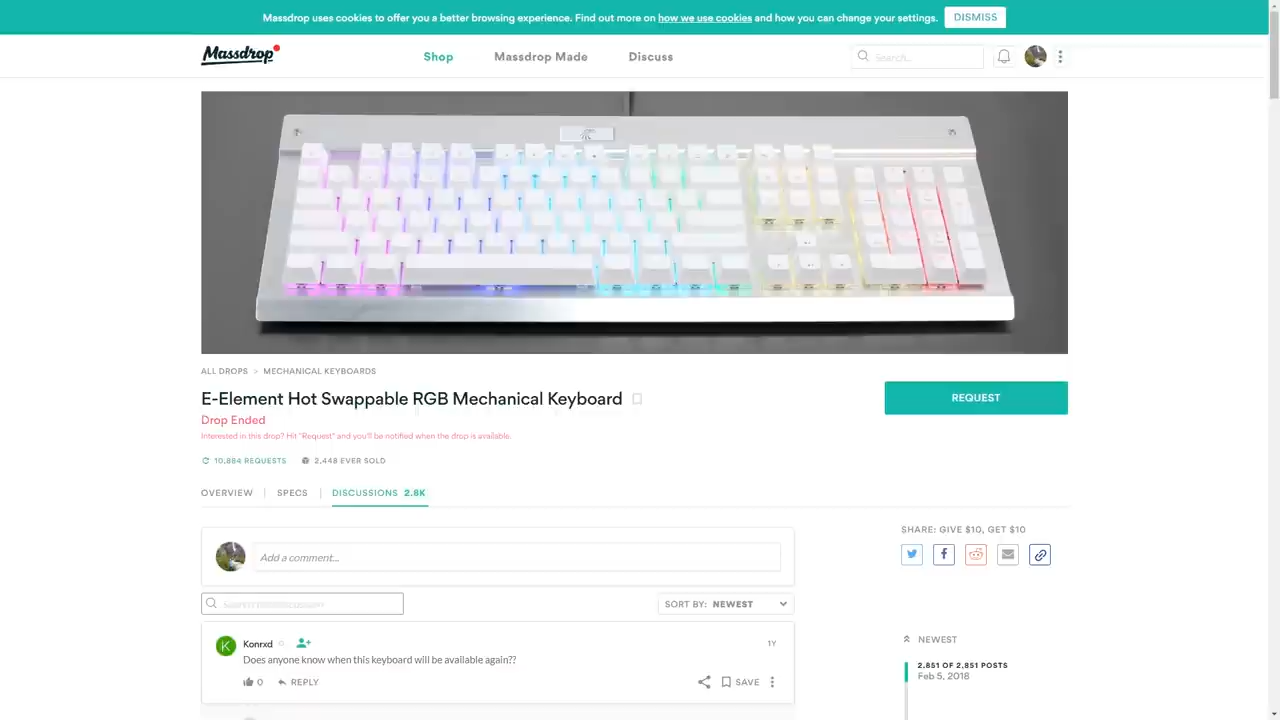 Massdrop uses cookies to offer you a better browsing experience. Find out more on how we use cookies and how you can change your settings. DISMISS
Massdrop
Shop Massdrop Made Discuss
Search...
ALL DROPS > MECHANICAL KEYBOARDS
E-Element Hot Swappable RGB Mechanical Keyboard
REQUEST
Drop Ended
Interested in this drop? Hit "Request" and you'll be notified when the drop is available.
10,884 REQUESTS 2,448 EVER SOLD
OVERVIEW | SPECS | DISCUSSIONS 2.8K
SHARE: GIVE $10, GET $10
Add a comment...
SORT BY: NEWEST
NEWEST
K Konrxd 1Y
Does anyone know when this keyboard will be available again??
2,851 OF 2,851 POSTS
Feb 5, 2018
0 REPLY SAVE